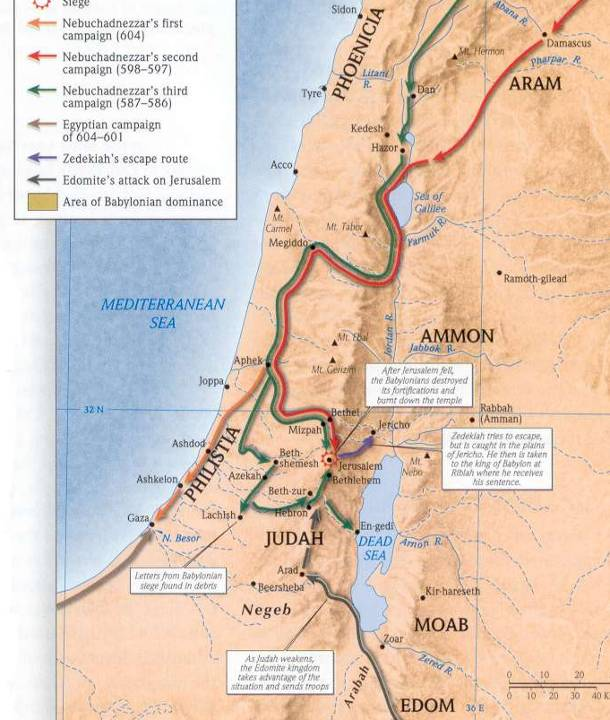 Siege
Nebuchadnezzar's first
campaign (604)
Nebuchadnezzar's second
campaign (598–597)
Nebuchadnezzar's third
campaign (587–586)
Egyptian campaign
of 604–601
Zedekiah's escape route
Edomite's attack on Jerusalem
Area of Babylonian dominance
Sidon
PHOENICIA
Abana R.
Mt. Hermon
Damascus
Pharpar R.
Litani
R.
Dan
ARAM
Tyre
Kedesh
Hazor
Acco
Sea of
Galilee
Mt.
Carmel
Mt. Tabor
Megiddo
Yarmuk R.
Ramoth-gilead
MEDITERRANEAN
SEA
Jordan R.
AMMON
Mt. Ebal
Jabbok R.
Aphek
Mt. Gerizim
After Jerusalem fell,
the Babylonians destroyed
its fortifications and
burnt down the temple
Joppa
32 N
Bethel
Rabbah
(Amman)
Mizpah
Jericho
Zedekiah tries to escape,
but is caught in the plains
of Jericho. He then is taken
to the king of Babylon at
Riblah where he receives
his sentence.
Ashdod
PHILISTIA
Beth-
shemesh
Jerusalem
Mt.
Nebo
Ashkelon
Azekah
Bethlehem
Beth-zur
Gaza
Lachish
Hebron
En-gedi
N. Besor
JUDAH
DEAD
SEA
Arnon R.
Letters from Babylonian
siege found in debris
Arad
Beersheba
Kir-hareseth
Negeb
MOAB
Zoar
As Judah weakens,
the Edomite kingdom
takes advantage of the
situation and sends troops
Arabah
Zered R.
0 10 20
0 10 20 30 40 K
EDOM
36 E